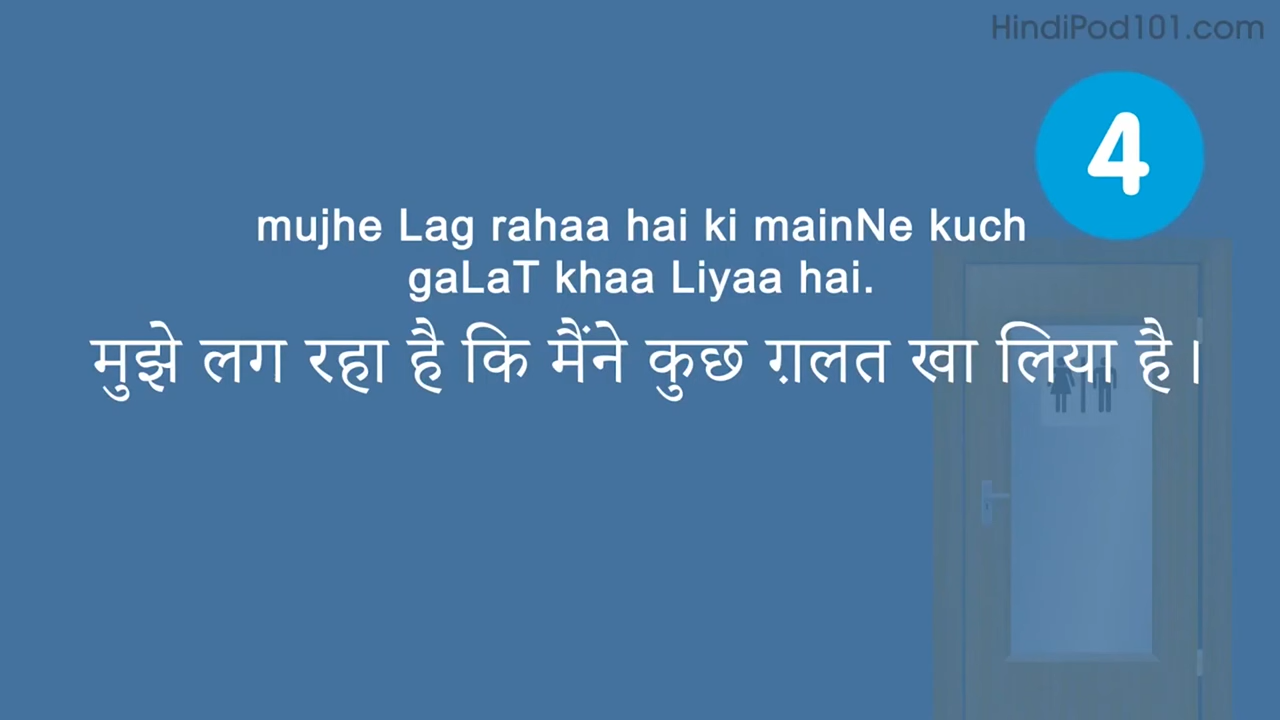 HindiPod101.com
4
mujhe Lag rahaa hai ki mainNe kuch
gaLaT khaa Liyaa hai.
मुझे लग रहा है कि मैंने कुछ ग़लत खा लिया है।